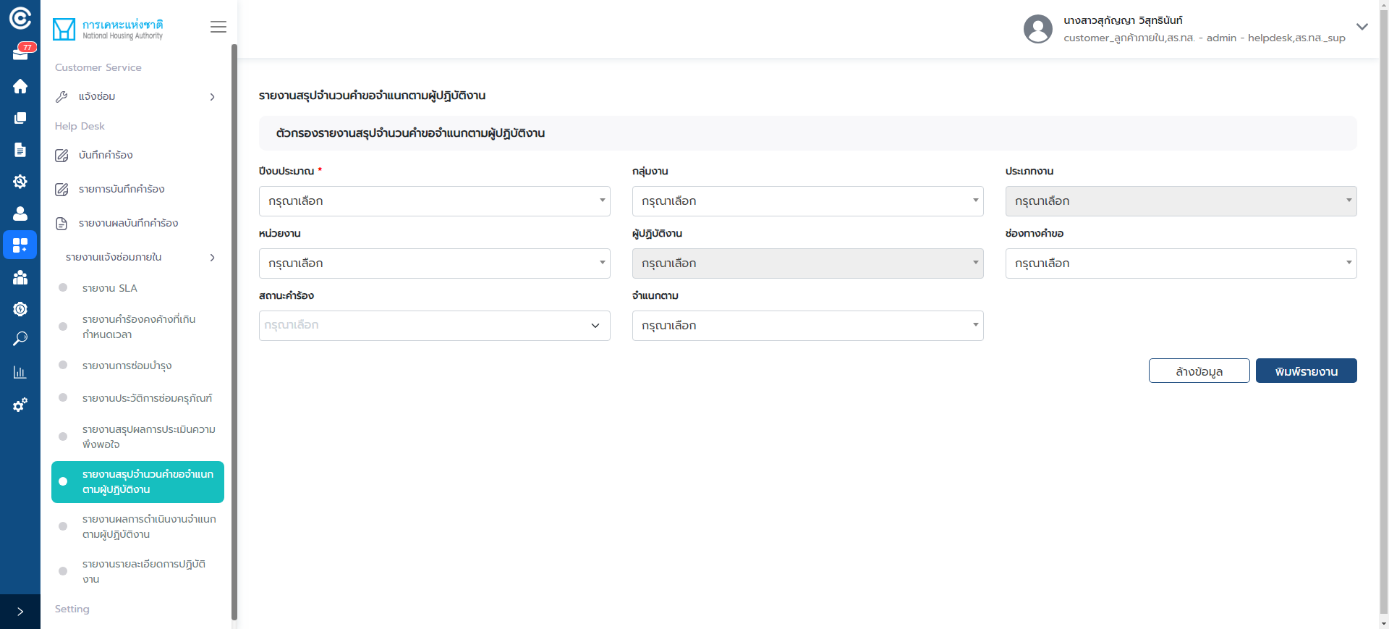 77
การเคหะแห่งชาติ
National Housing Authority
Customer Service
แจ้งซ่อม
Help Desk
บันทึกคำร้อง
รายการบันทึกคำร้อง
รายงานผลบันทึกคำร้อง
รายงานแจ้งซ่อมภายใน
รายงาน SLA
รายงานคำร้องคงค้างที่เกิน
กำหนดเวลา
รายงานการซ่อมบำรุง
รายงานประวัติการซ่อมครุภัณฑ์
รายงานสรุปผลการประเมินความ
พึงพอใจ
รายงานสรุปจำนวนคำขอจำแนก
ตามผู้ปฏิบัติงาน
รายงานผลการดำเนินงานจำแนก
ตามผู้ปฏิบัติงาน
รายงานรายละเอียดการปฏิบัติ
งาน
Setting
นางสาวสุกัญญา วิสุทธินันท์
customer_ลูกค้าภายใน,สร.ทส. - admin - helpdesk,สร.ทส._sup
รายงานสรุปจำนวนคำขอจำแนกตามผู้ปฏิบัติงาน
ตัวกรองรายงานสรุปจำนวนคำขอจำแนกตามผู้ปฏิบัติงาน
ปีงบประมาณ * กลุ่มงาน ประเภทงาน
กรุณาเลือก กรุณาเลือก กรุณาเลือก
หน่วยงาน ผู้ปฏิบัติงาน ช่องทางคำขอ
กรุณาเลือก กรุณาเลือก กรุณาเลือก
สถานะคำร้อง จำแนกตาม
กรุณาเลือก กรุณาเลือก
ล้างข้อมูล พิมพ์รายงาน